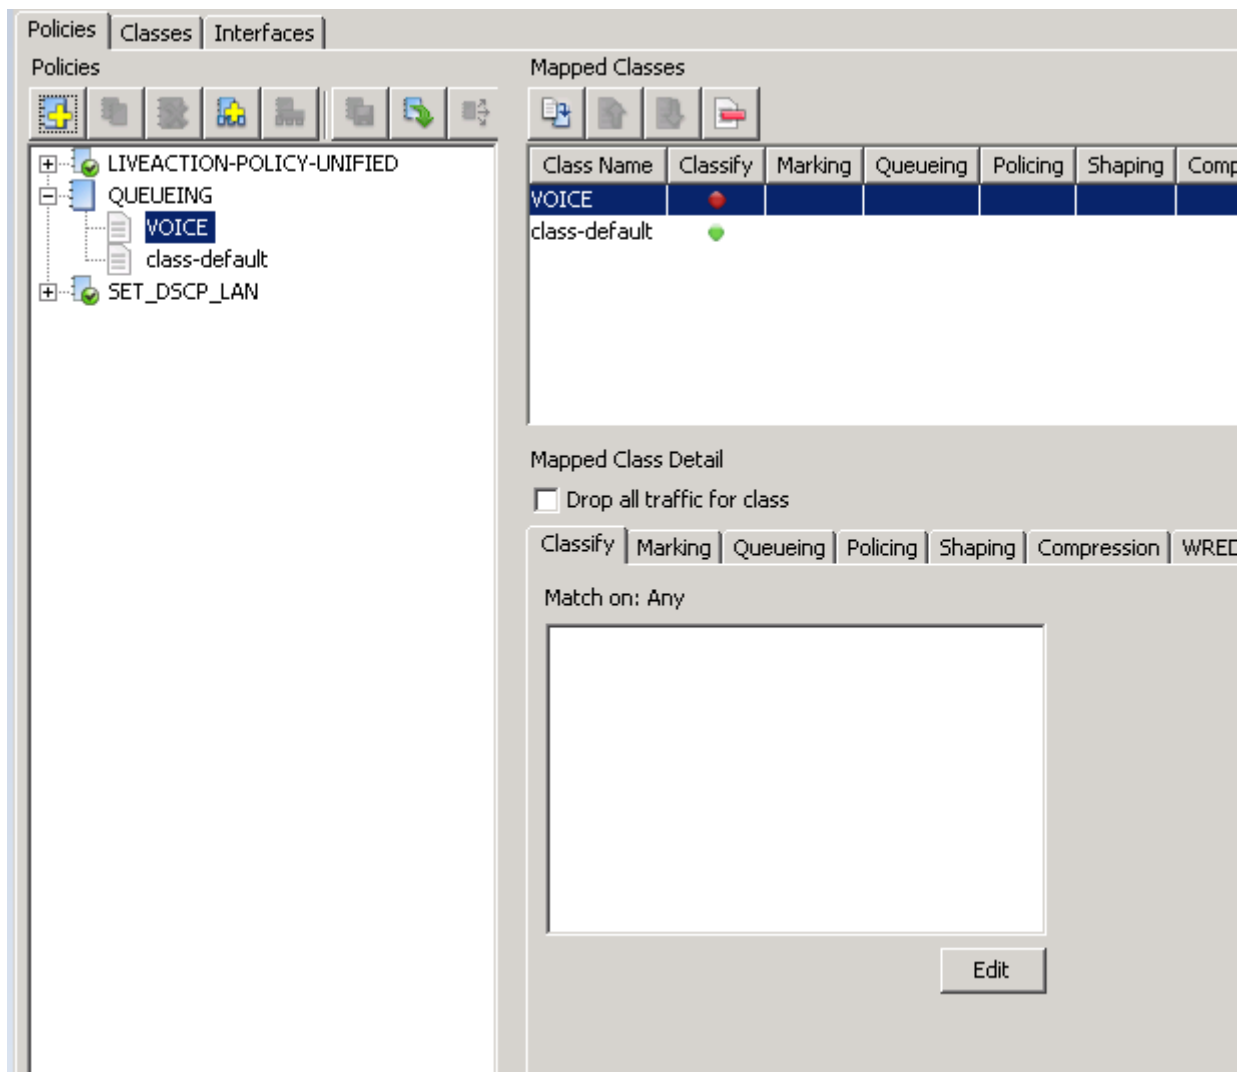 Policies Classes Interfaces
Policies
LIVEACTION-POLICY-UNIFIED
QUEUEING
VOICE
class-default
SET_DSCP_LAN
Mapped Classes
Class Name Classify Marking Queueing Policing Shaping Comp
VOICE
class-default
Mapped Class Detail
Drop all traffic for class
Classify Marking Queueing Policing Shaping Compression WRED
Match on: Any
Edit